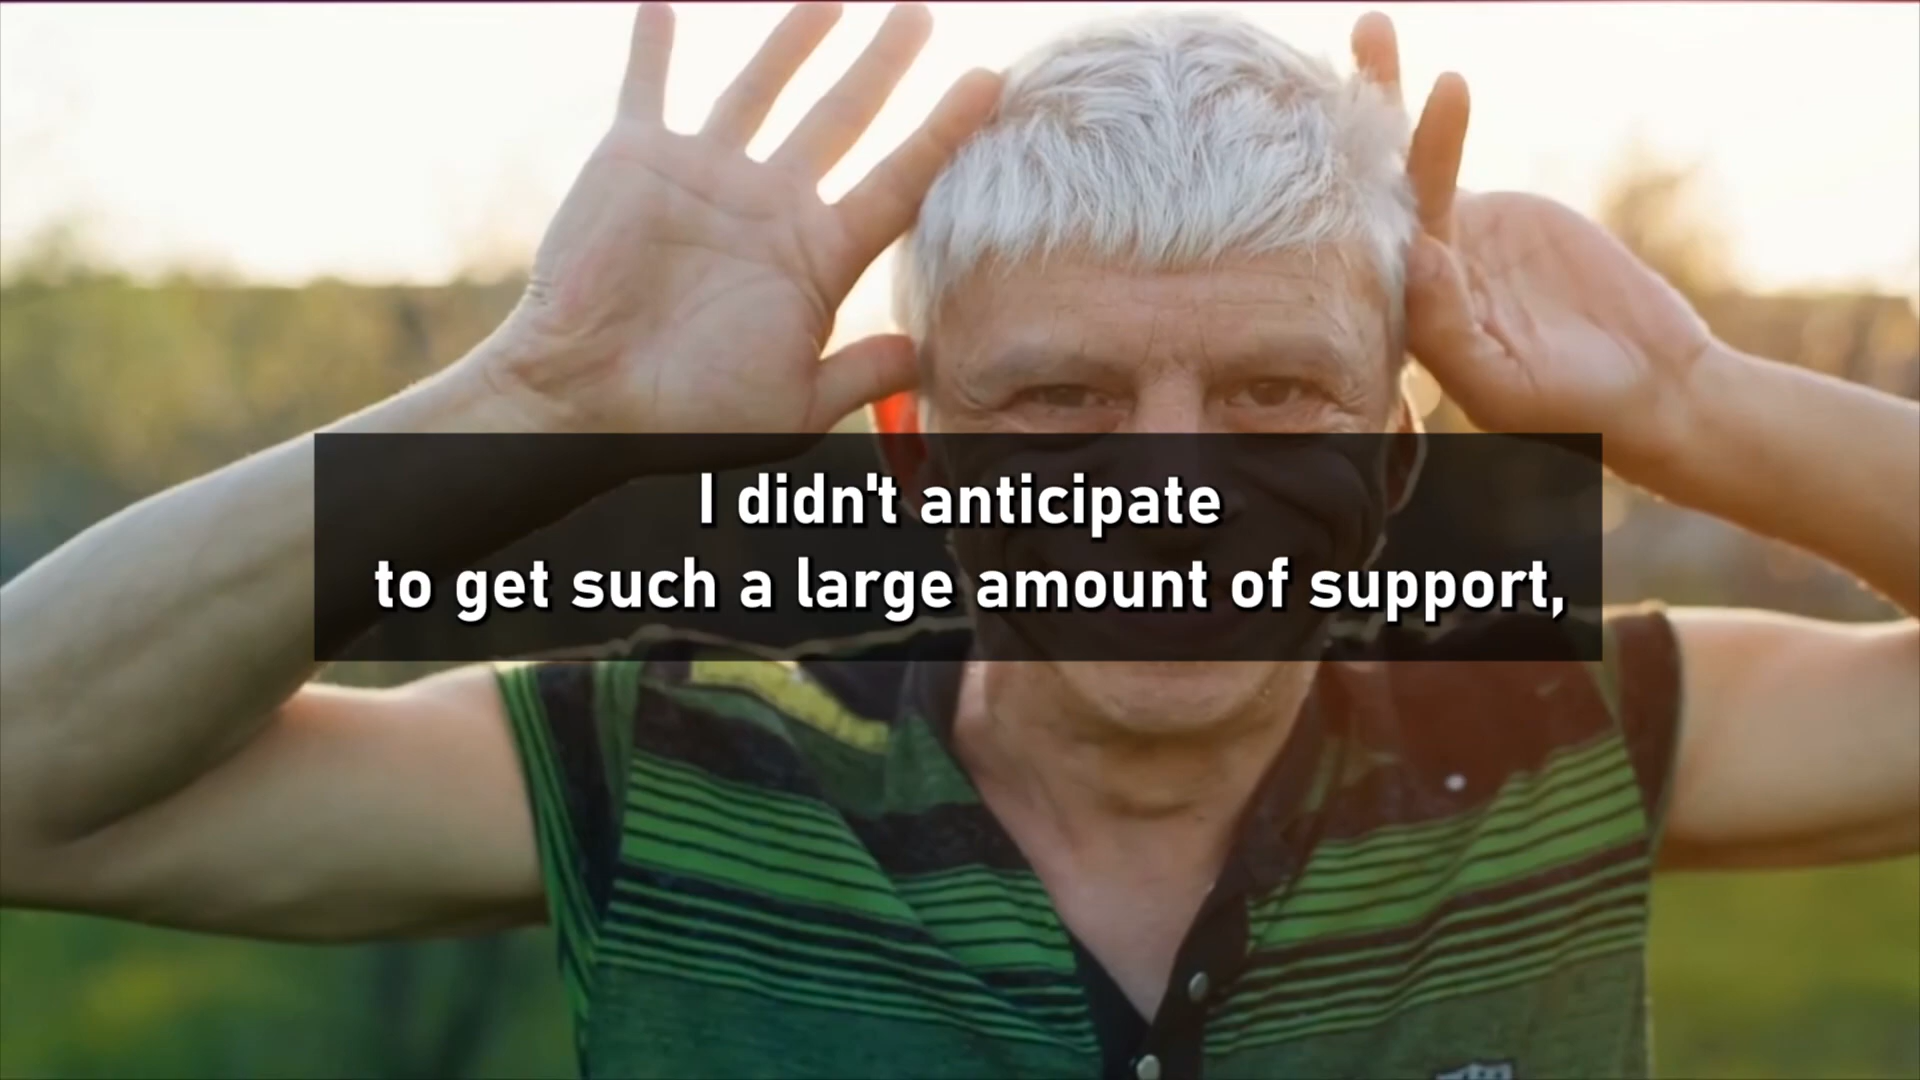 I didn't anticipate
to get such a large amount of support,